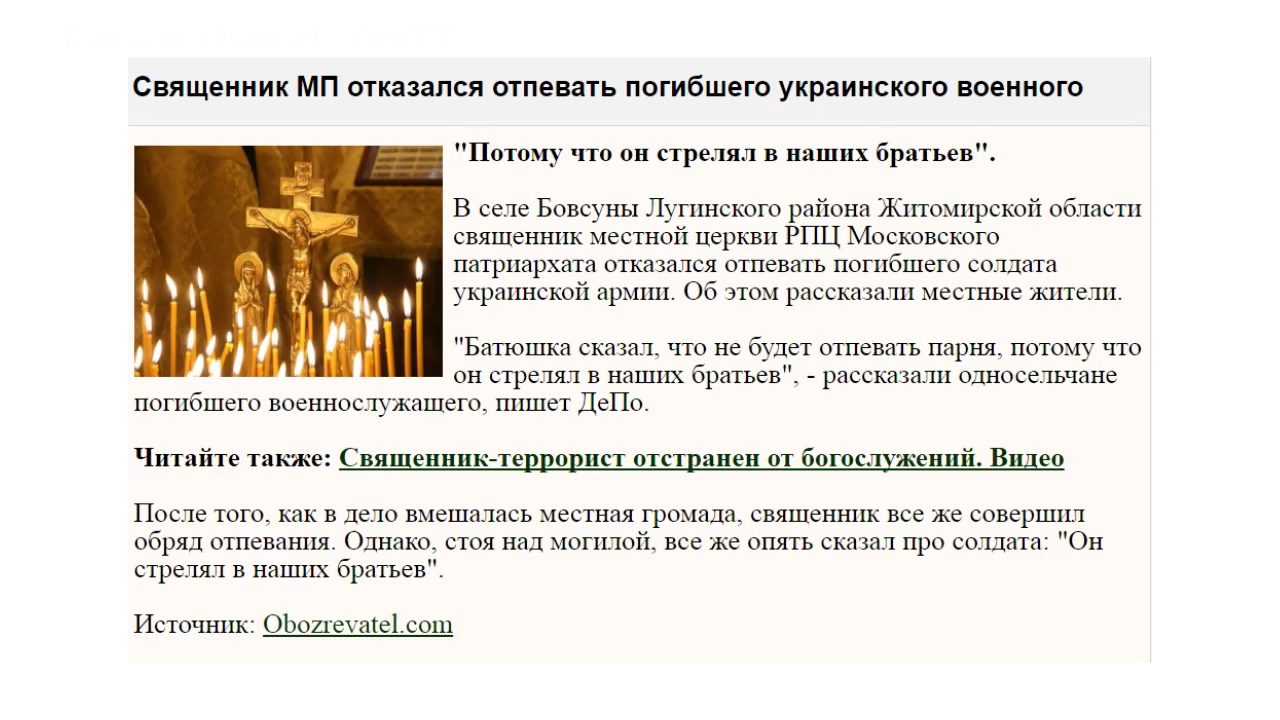 Священник МП отказался отпевать погибшего украинского военного
"Потому что он стрелял в наших братьев".
В селе Бовсуны Лугинского района Житомирской области
священник местной церкви РПЦ Московского
патриархата отказался отпевать погибшего солдата
украинской армии. Об этом рассказали местные жители.
"Батюшка сказал, что не будет отпевать парня, потому что
он стрелял в наших братьев", - рассказали односельчане
погибшего военнослужащего, пишет ДеПо.
Читайте также: Священник-террорист отстранен от богослужений. Видео
После того, как в дело вмешалась местная громада, священник все же совершил
обряд отпевания. Однако, стоя над могилой, все же опять сказал про солдата: "Он
стрелял в наших братьев".
Источник: Obozrevatel.com